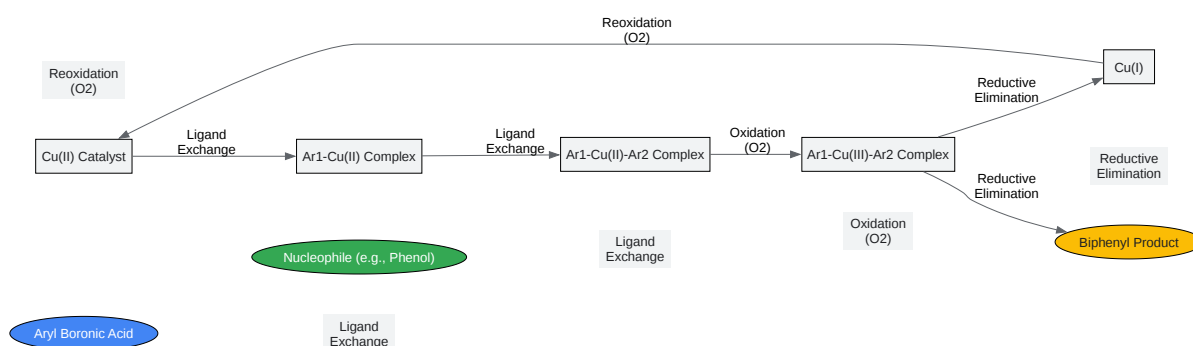 Reoxidation
(O2)
Cu(I)
Reoxidation
(O2)
Reductive
Elimination
Cu(II) Catalyst
Ligand
Exchange
Ar1-Cu(II) Complex
Ligand
Exchange
Ar1-Cu(II)-Ar2 Complex
Oxidation
(O2)
Ar1-Cu(III)-Ar2 Complex
Reductive
Elimination
Reductive
Elimination
Oxidation
(O2)
Ligand
Exchange
Biphenyl Product
Nucleophile (e.g., Phenol)
Aryl Boronic Acid
Ligand
Exchange